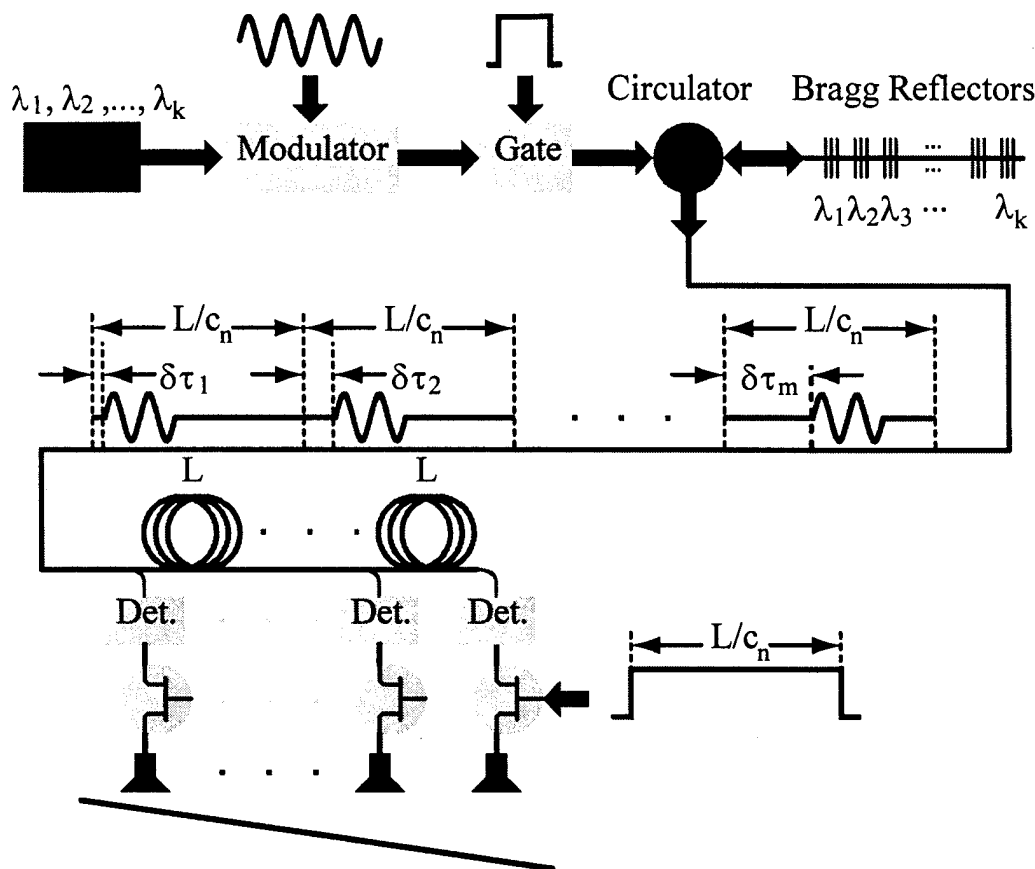 λ1, λ2 ,..., λk
Modulator
Gate
Circulator
Bragg Reflectors
...
...
λ1λ2λ3 ... λk
L/cn
L/cn
L/cn
δτ1
δτ2
δτm
. . .
L
L
. . .
Det.
Det.
Det.
L/cn
. . .